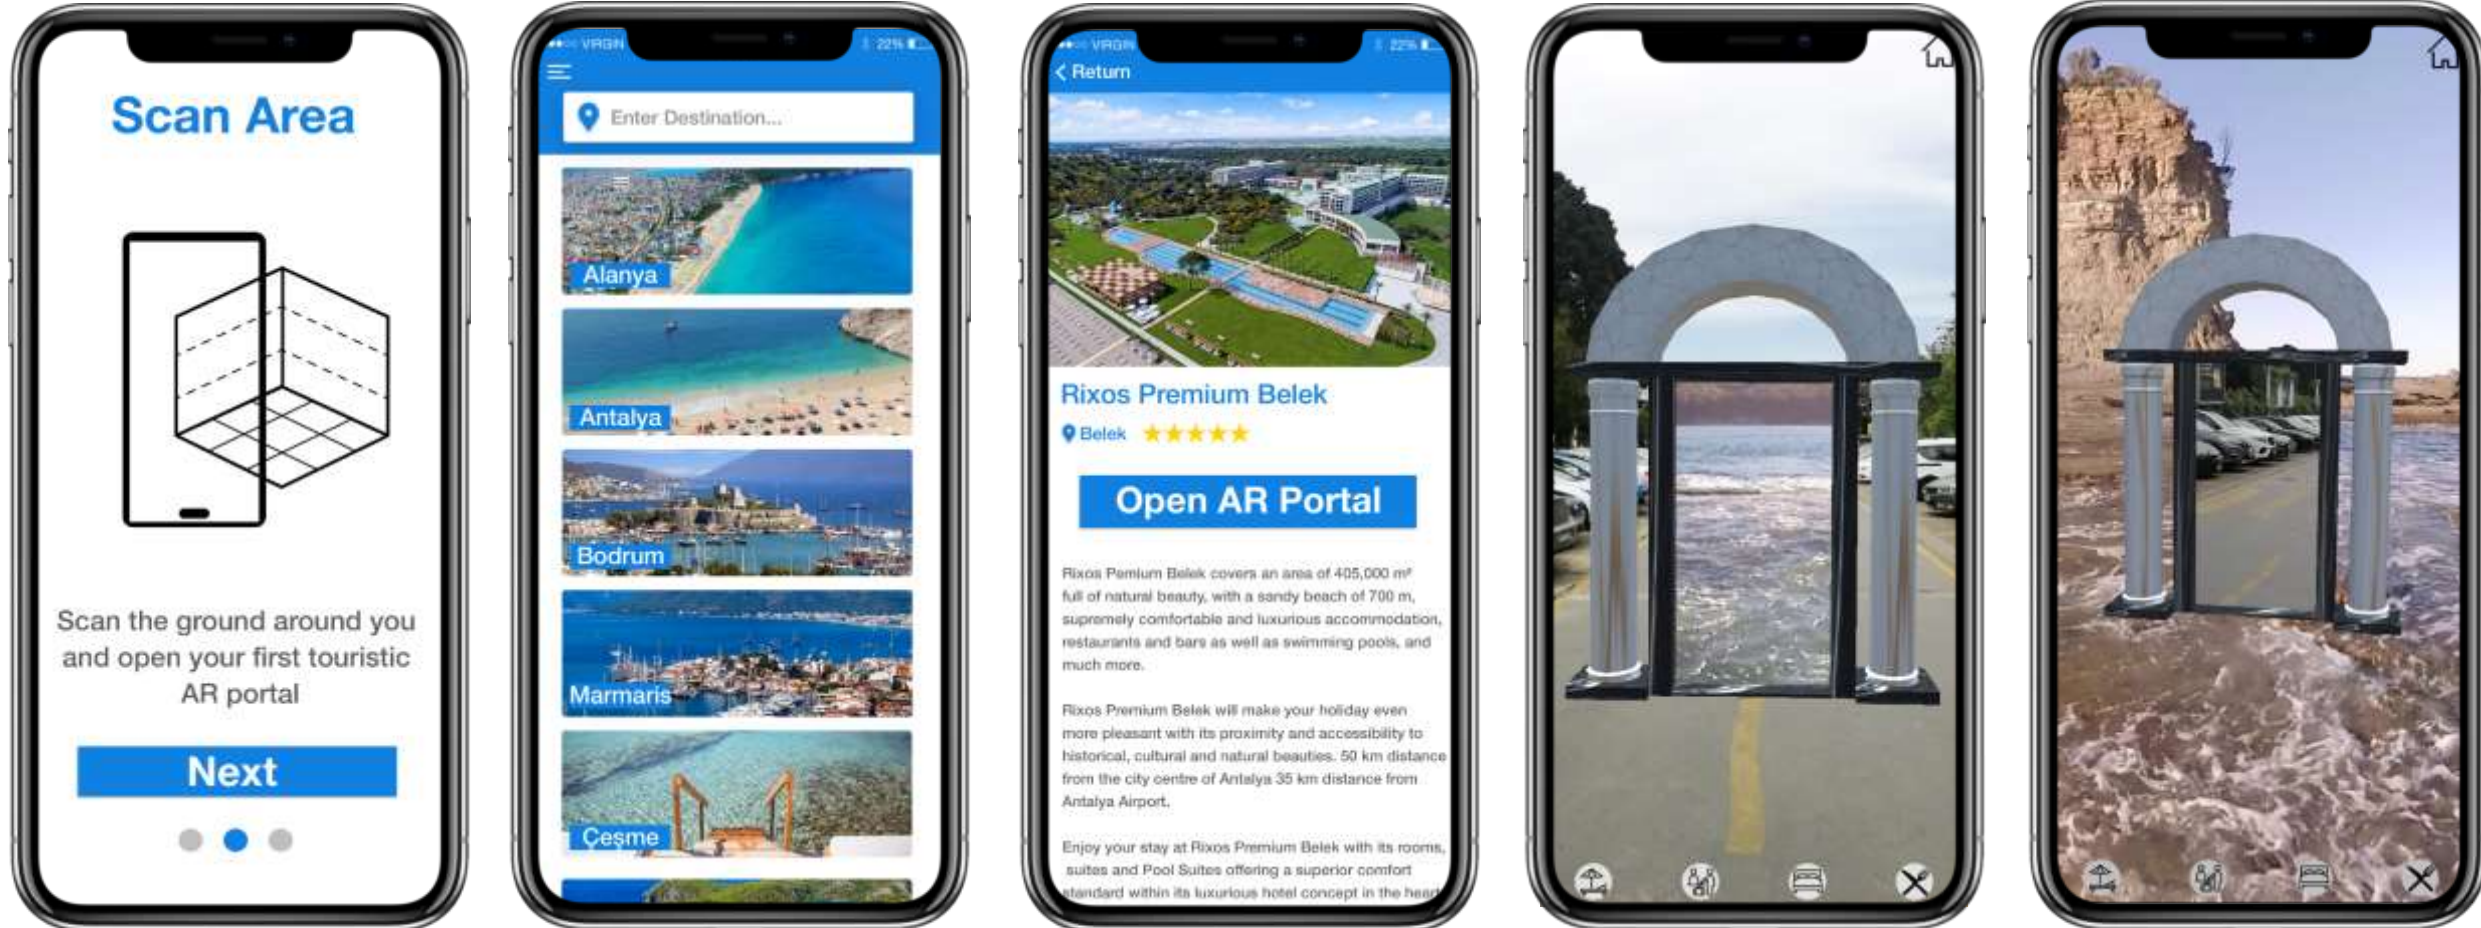 Scan Area
Scan the ground around you
and open your first touristic
AR portal
Next
VIRGIN
22%
Enter Destination...
Alanya
Antalya
Bodrum
Marmaris
Çeşme
VIRGIN
22%
Return
Rixos Premium Belek
Belek
Open AR Portal
Rixos Pemium Belek covers an area of 405,000 m²
full of natural beauty, with a sandy beach of 700 m,
supremely comfortable and luxurious accommodation,
restaurants and bars as well as swimming pools, and
much more.
Rixos Premium Belek will make your holiday even
more pleasant with its proximity and accessibility to
historical, cultural and natural beauties. 50 km distance
from the city centre of Antalya 35 km distance from
Antalya Airport.
Enjoy your stay at Rixos Premium Belek with its rooms,
suites and Pool Suites offering a superior comfort
standard within its luxurious hotel concept in the heart